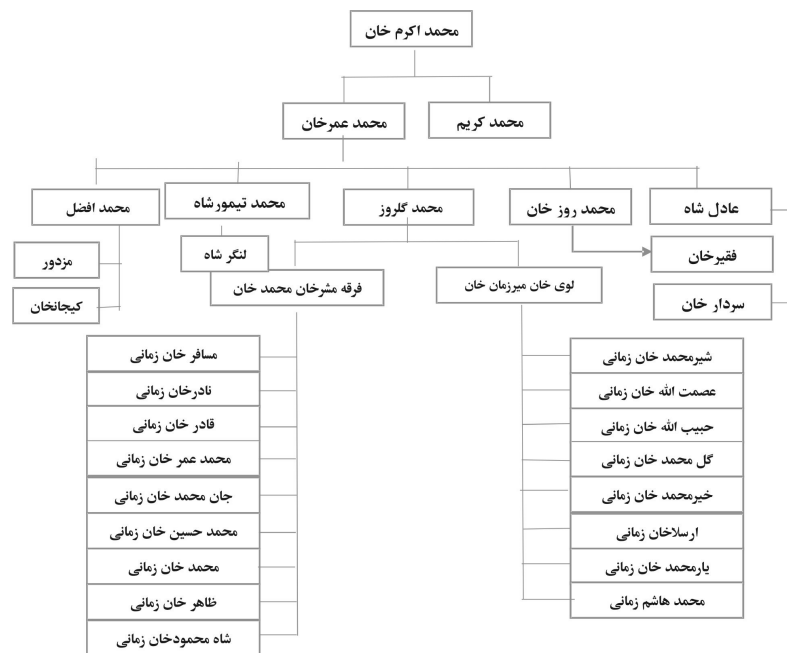 محمد اکرم خان
محمد کریم
محمد عمرخان
عادل شاه
محمد روز خان
محمد گلروز
محمد تیمورشاه
محمد افضل
فقیرخان
لنگر شاه
مزدور
سردار خان
لوی خان میرزمان خان
فرقه مشرخان محمد خان
کیجانخان
شیرمحمد خان زمانی
عصمت الله خان زمانی
حبیب الله خان زمانی
گل محمد خان زمانی
خیرمحمد خان زمانی
ارسلاخان زمانی
یارمحمد خان زمانی
محمد هاشم زمانی
مسافر خان زمانی
نادرخان زمانی
قادر خان زمانی
محمد عمر خان زمانی
جان محمد خان زمانی
محمد حسین خان زمانی
محمد خان زمانی
ظاهر خان زمانی
شاه محمودخان زمانی